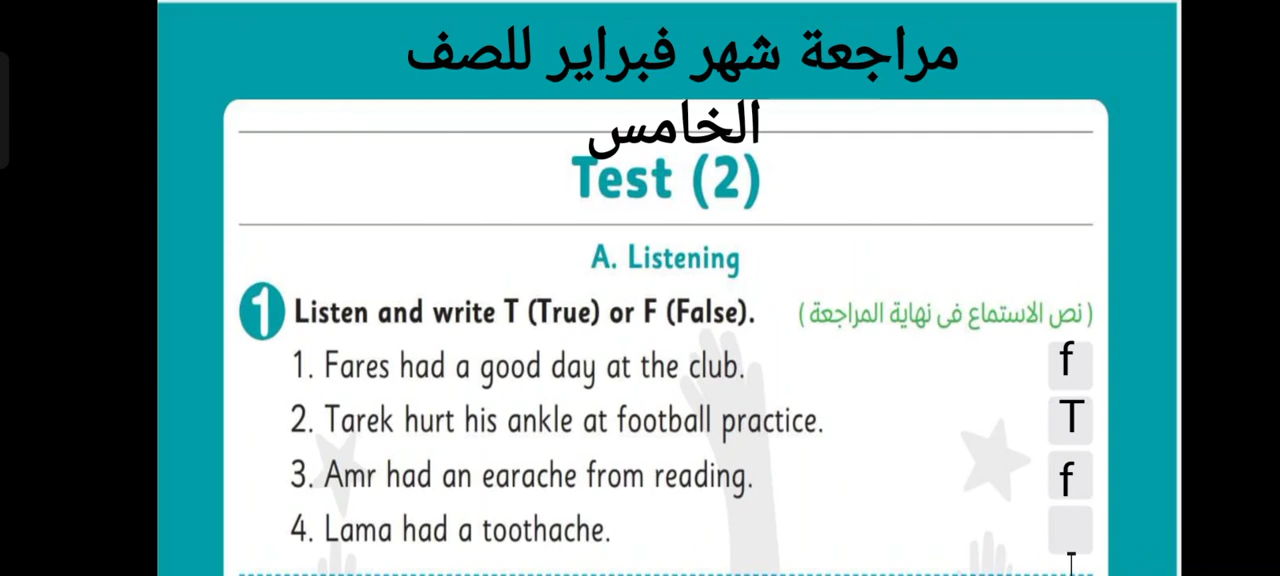 مراجعة شهر فبراير للصف
الخامس
Test (2)
A. Listening
1 Listen and write T (True) or F (False). ( نص الاستماع فى نهاية المراجعة )
1. Fares had a good day at the club. f
2. Tarek hurt his ankle at football practice. T
3. Amr had an earache from reading. f
4. Lama had a toothache.